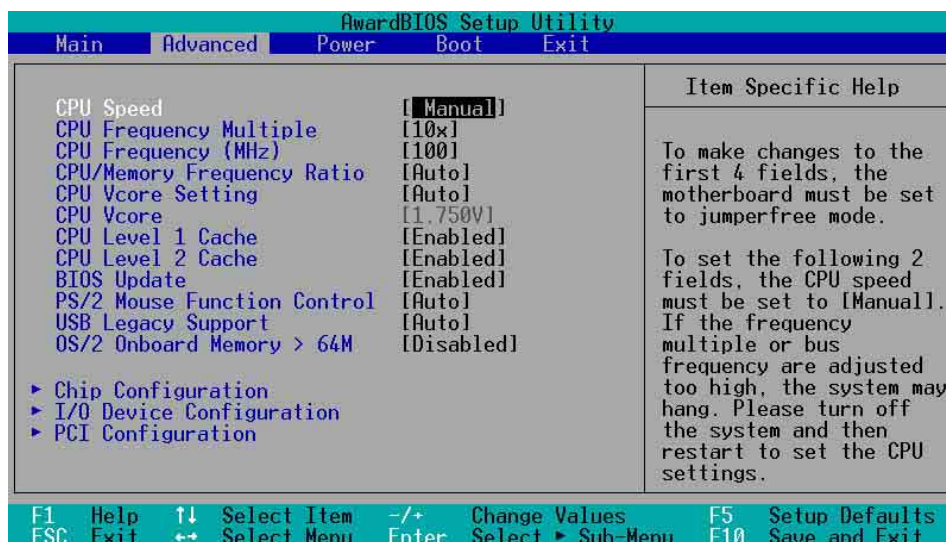 AwardBIOS Setup Utility
Main Advanced Power Boot Exit
CPU Speed [ Manual]
CPU Frequency Multiple [10x]
CPU Frequency (MHz) [100]
CPU/Memory Frequency Ratio [Auto]
CPU Vcore Setting [Auto]
CPU Vcore [1.750V]
CPU Level 1 Cache [Enabled]
CPU Level 2 Cache [Enabled]
BIOS Update [Enabled]
PS/2 Mouse Function Control [Auto]
USB Legacy Support [Auto]
OS/2 Onboard Memory > 64M [Disabled]
► Chip Configuration
► I/O Device Configuration
► PCI Configuration
Item Specific Help
To make changes to the
first 4 fields, the
motherboard must be set
to jumperfree mode.
To set the following 2
fields, the CPU speed
must be set to [Manual].
If the frequency
multiple or bus
frequency are adjusted
too high, the system may
hang. Please turn off
the system and then
restart to set the CPU
settings.
F1 Help ↑↓ Select Item -/+ Change Values F5 Setup Defaults
ESC Exit ←→ Select Menu Enter Select ► Sub-Menu F10 Save and Exit